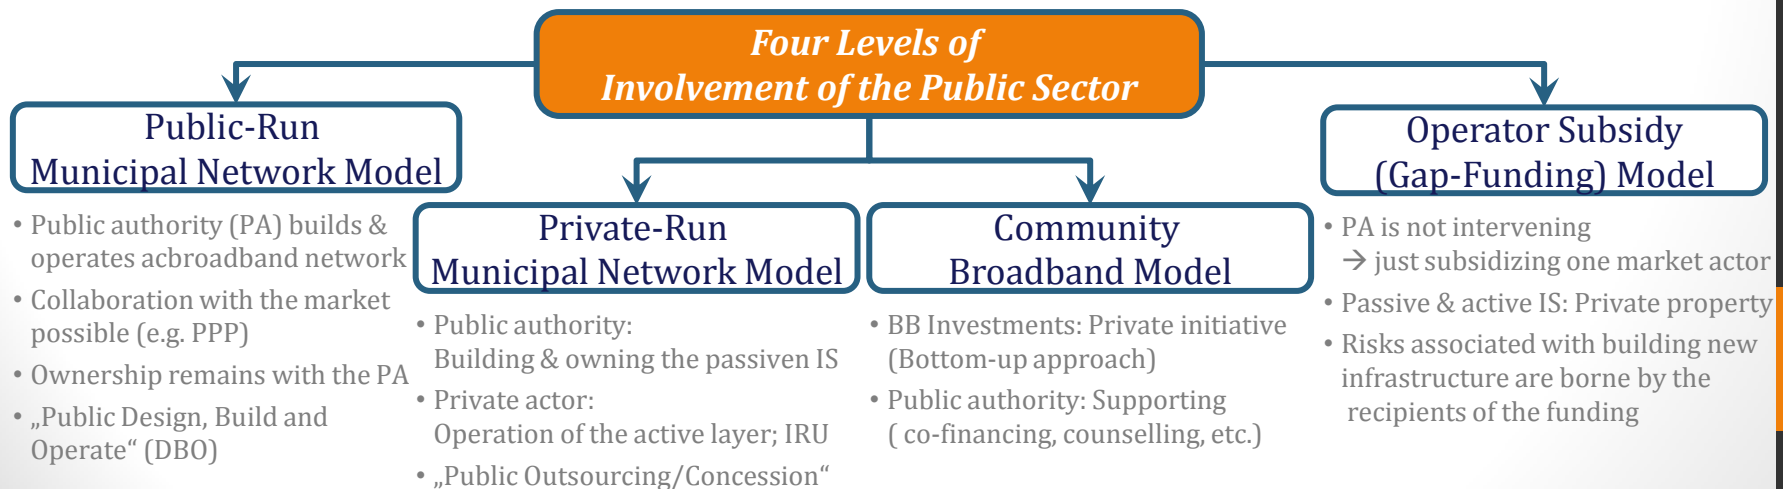 Four Levels of
Involvement of the Public Sector
Public-Run
Municipal Network Model
• Public authority (PA) builds &
operates acbroadband network
• Collaboration with the market
possible (e.g. PPP)
• Ownership remains with the PA
• „Public Design, Build and
Operate“ (DBO)
Private-Run
Municipal Network Model
• Public authority:
Building & owning the passiven IS
• Private actor:
Operation of the active layer; IRU
• „Public Outsourcing/Concession“
Community
Broadband Model
• BB Investments: Private initiative
(Bottom-up approach)
• Public authority: Supporting
( co-financing, counselling, etc.)
Operator Subsidy
(Gap-Funding) Model
• PA is not intervening
→ just subsidizing one market actor
• Passive & active IS: Private property
• Risks associated with building new
infrastructure are borne by the
recipients of the funding